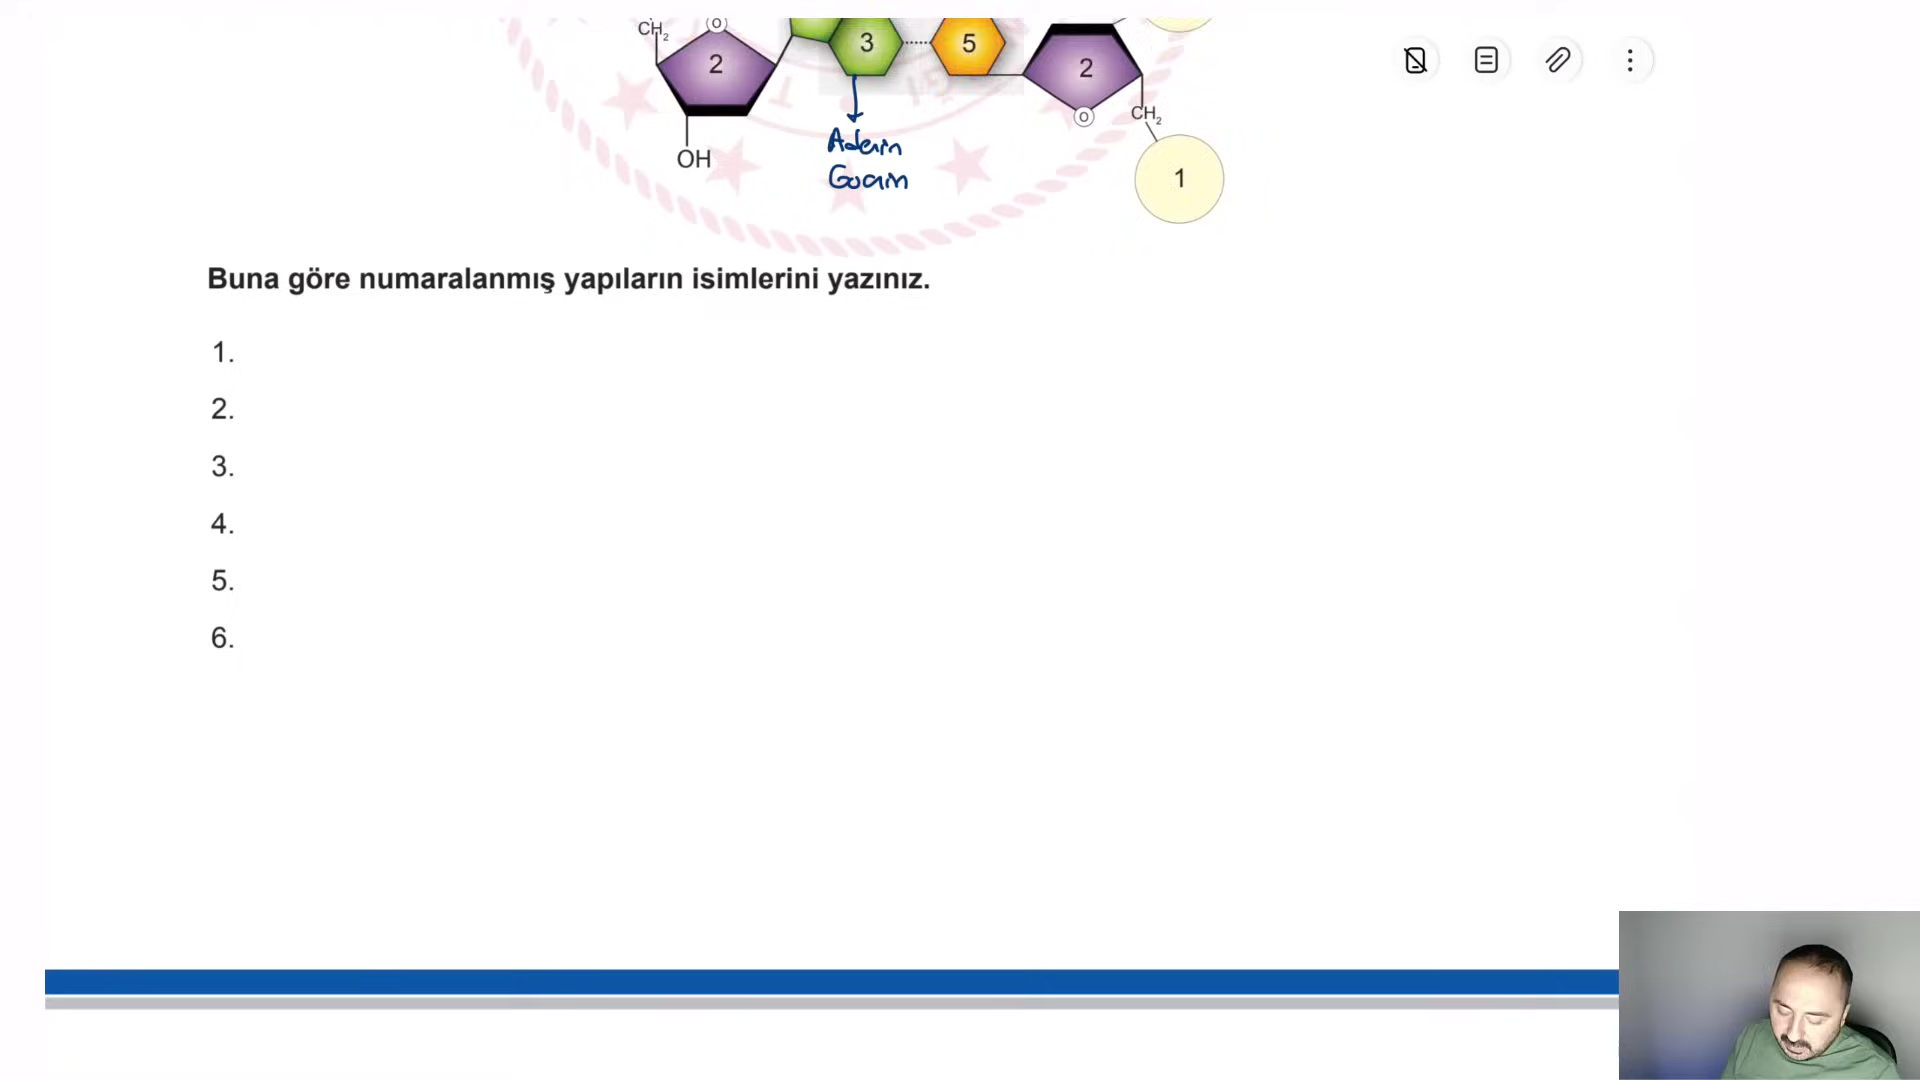 CH2
O
2
3
5
2
O
CH2
OH
Adenin
Guanin
1
Buna göre numaralanmış yapıların isimlerini yazınız.
1.
2.
3.
4.
5.
6.